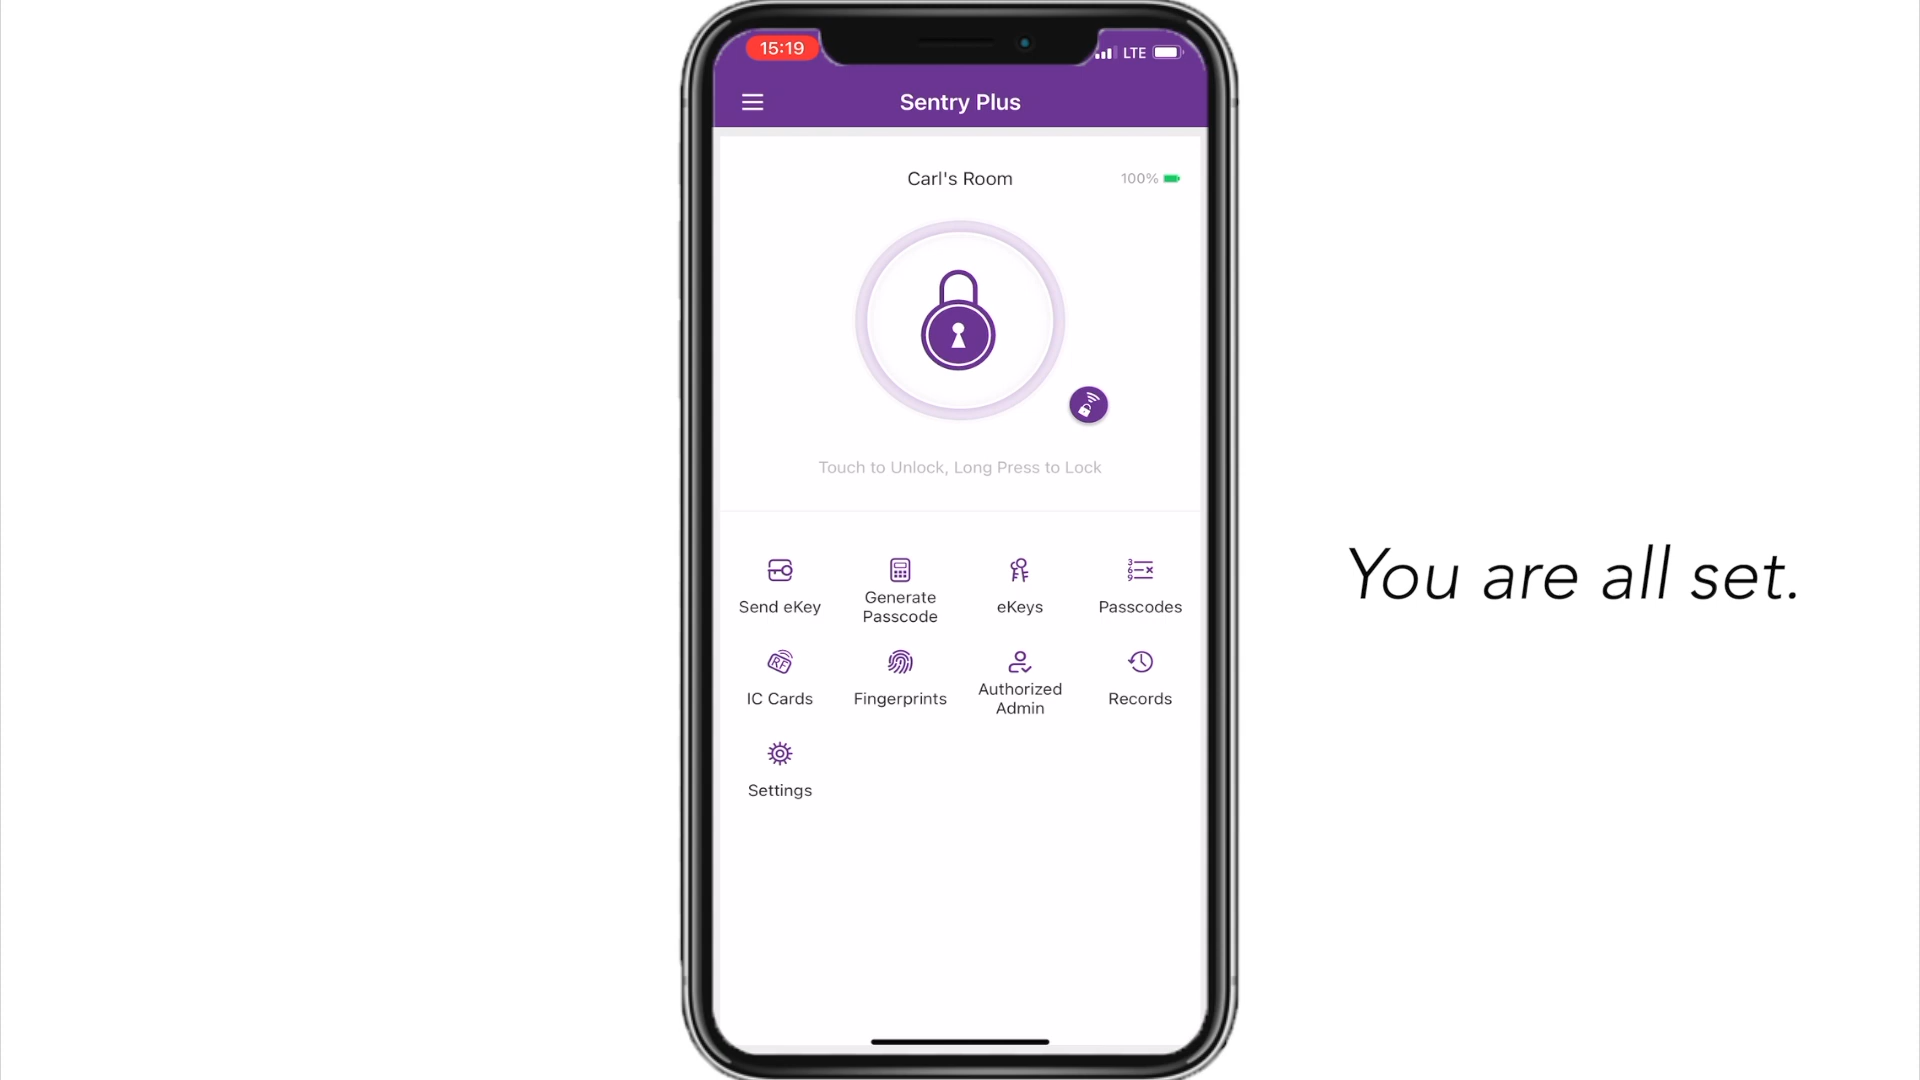 15:19
LTE
Sentry Plus
Carl's Room
100%
Touch to Unlock, Long Press to Lock
Send eKey
Generate
Passcode
eKeys
Passcodes
IC Cards
Fingerprints
Authorized
Admin
Records
Settings
You are all set.